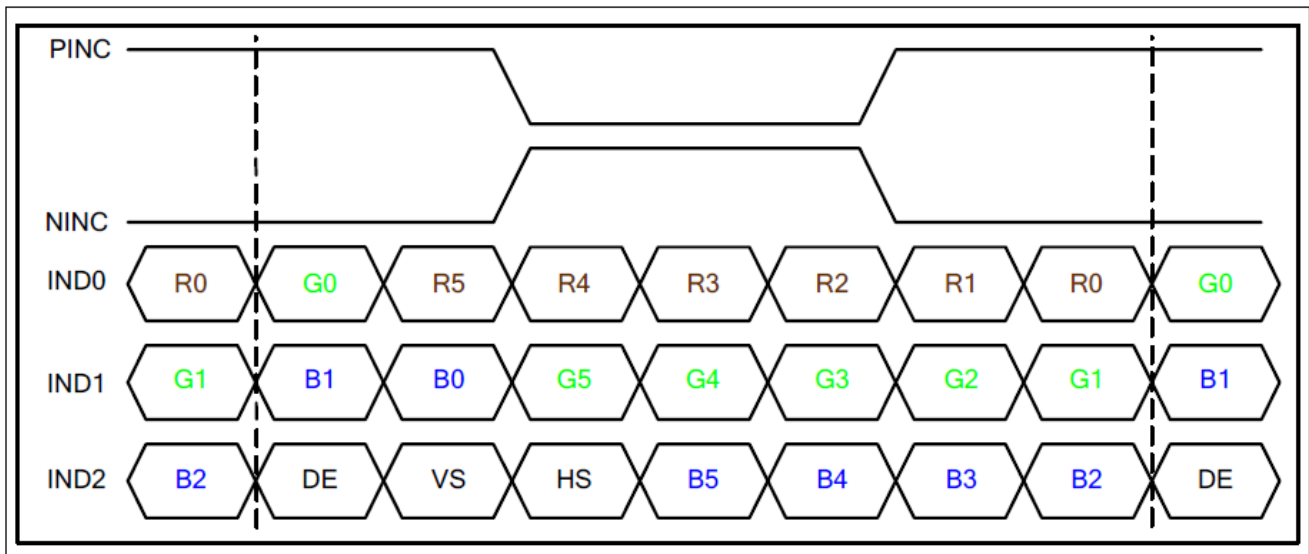 PINC
NINC
IND0 R0 G0 R5 R4 R3 R2 R1 R0 G0
IND1 G1 B1 B0 G5 G4 G3 G2 G1 B1
IND2 B2 DE VS HS B5 B4 B3 B2 DE